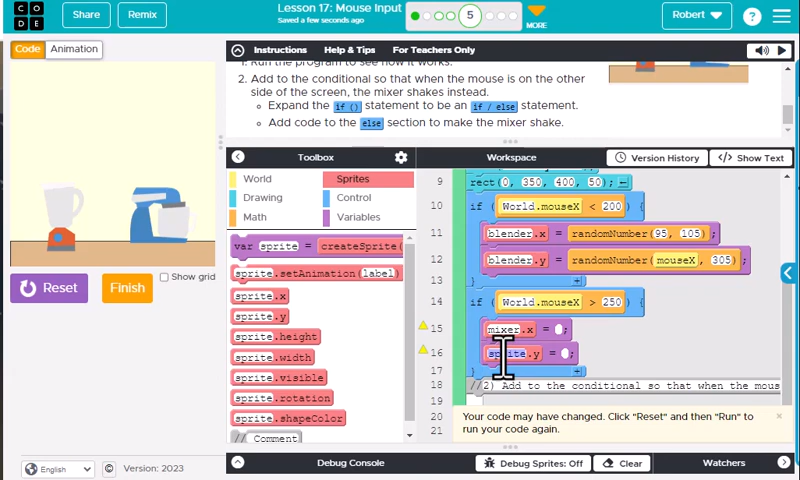 CO
DE
Share
Remix
Lesson 17: Mouse Input
Saved a few seconds ago
5
MORE
Robert
?
Code
Animation
Instructions
Help & Tips
For Teachers Only
1. Run the program to see how it works.
2. Add to the conditional so that when the mouse is on the other
side of the screen, the mixer shakes instead.
Expand the if () statement to be an if / else statement.
Add code to the else section to make the mixer shake.
Toolbox
Workspace
Version History
</> Show Text
World
Sprites
Drawing
Control
Math
Variables
var sprite = createSprite(
sprite.setAnimation(label)
sprite.x
sprite.y
sprite.height
sprite.width
sprite.visible
sprite.rotation
sprite.shapeColor
// Comment
9 rect(0, 350, 400, 50);
10 if ( World.mouseX < 200 ) {
11 blender.x = randomNumber(95, 105);
12 blender.y = randomNumber(mouseX, 305);
13 }
14 if ( World.mouseX > 250 ) {
15 mixer.x = ;
16 sprite.y = ;
17 }
18 //2) Add to the conditional so that when the mous
19
20
21
Your code may have changed. Click "Reset" and then "Run" to
run your code again.
×
Reset
Finish
Show grid
English
©
Version: 2023
Debug Console
Debug Sprites: Off
Clear
Watchers